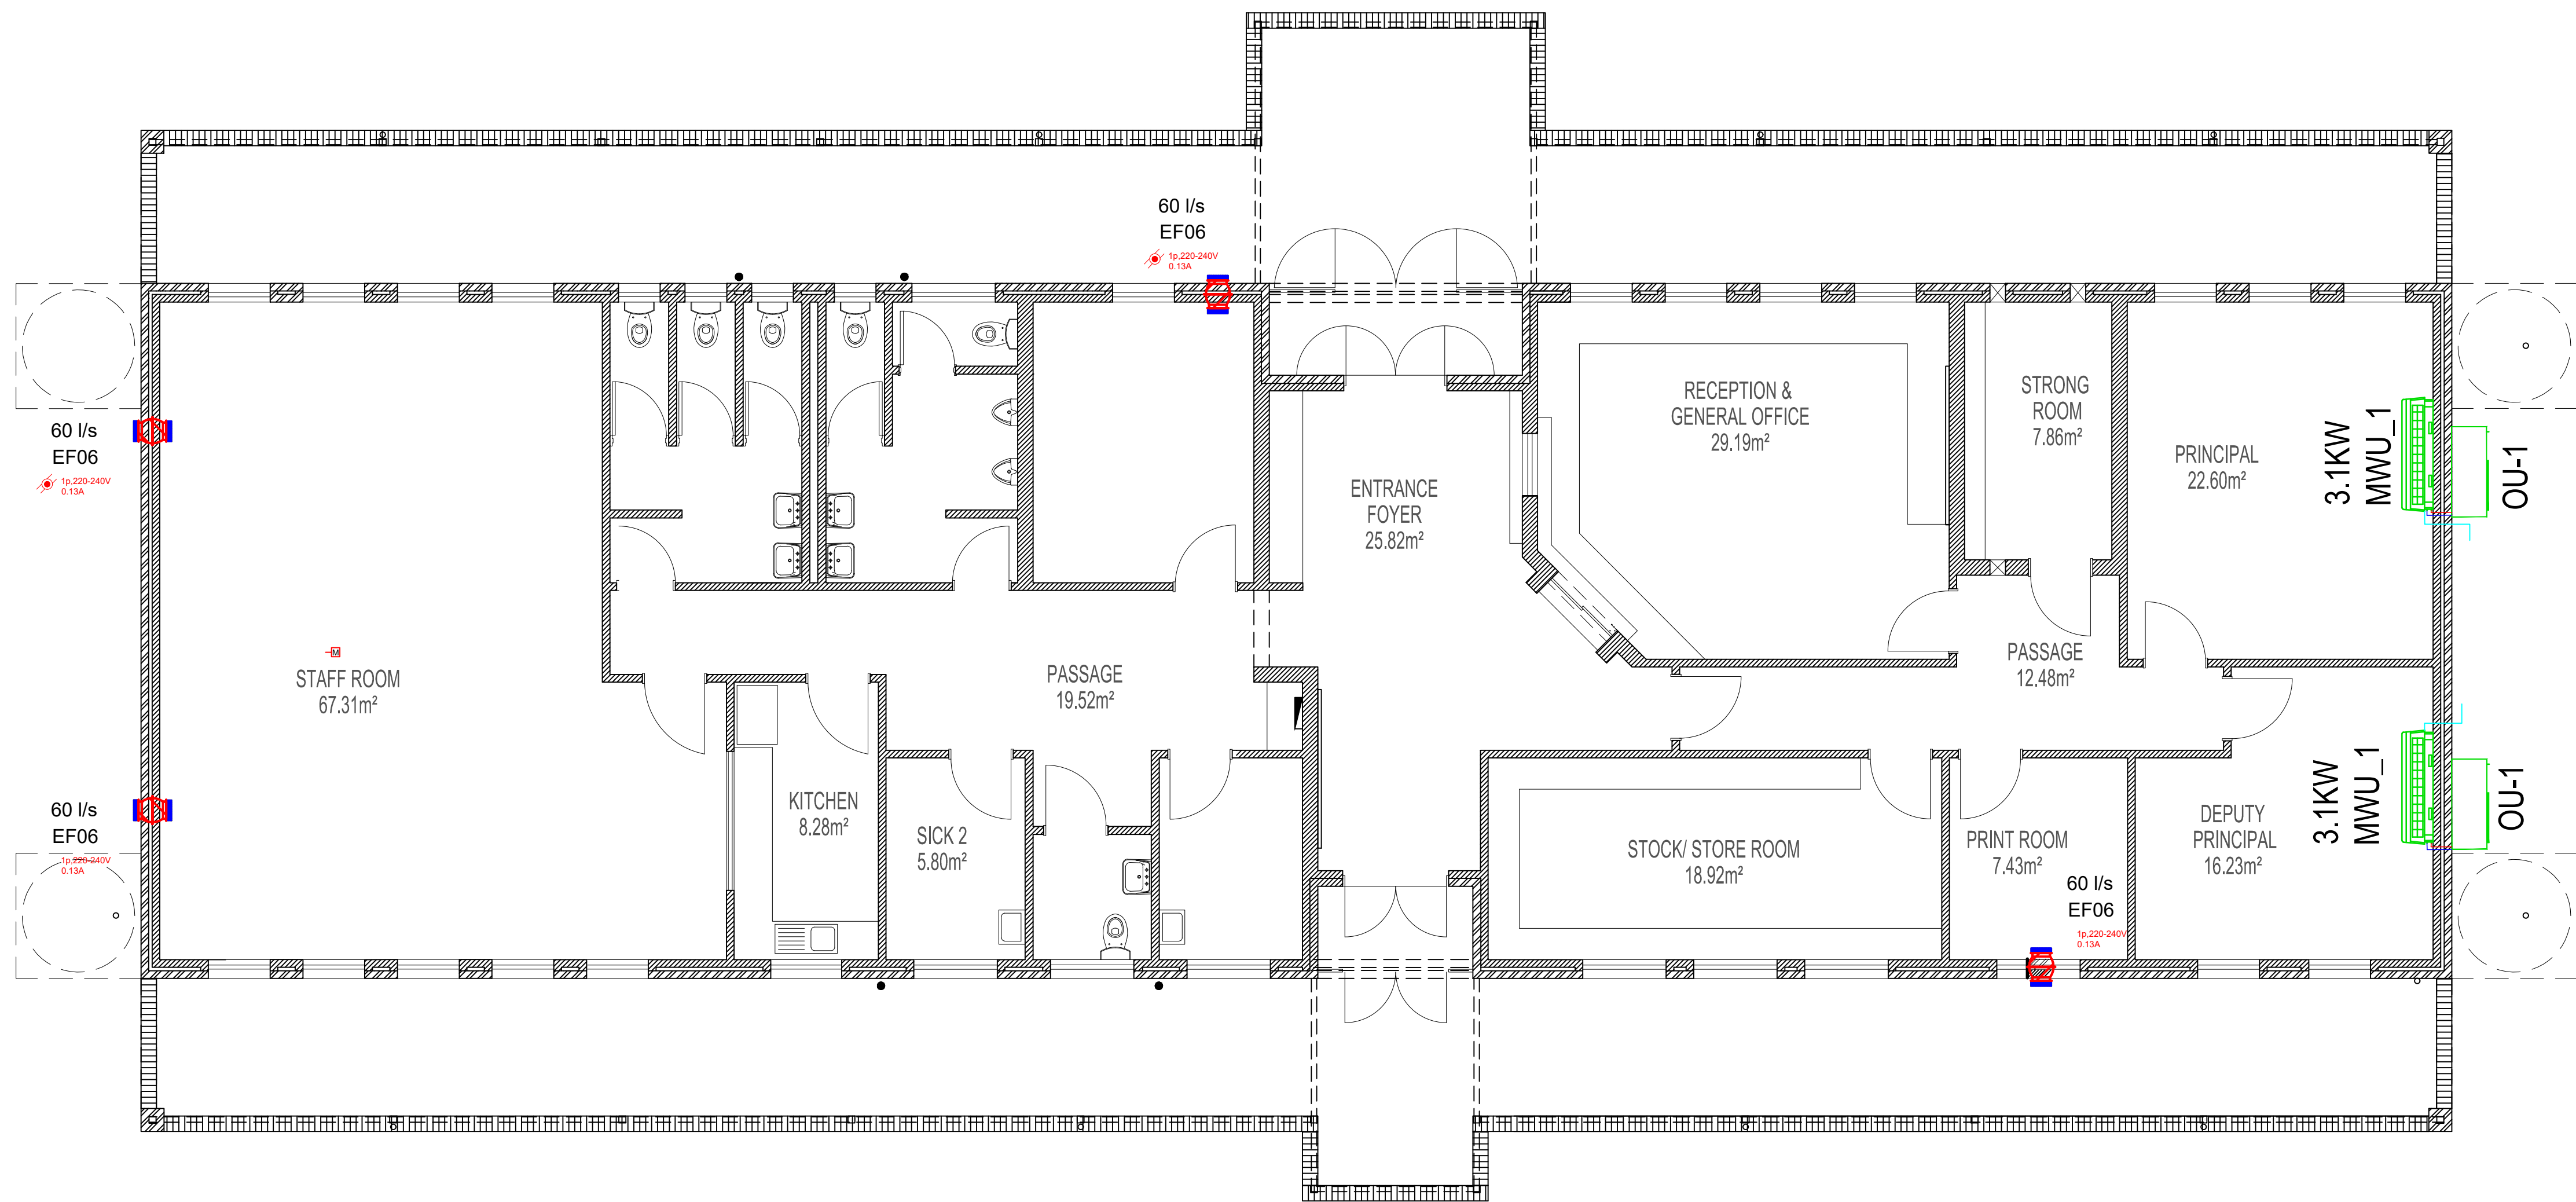 60 l/s
EF06
1p,220-240V
0.13A
60 l/s
EF06
1p,220-240V
0.13A
RECEPTION &
GENERAL OFFICE
29.19m²
STRONG
ROOM
7.86m²
PRINCIPAL
22.60m²
3.1KW
MWU_1
OU-1
ENTRANCE
FOYER
25.82m²
M
STAFF ROOM
67.31m²
PASSAGE
19.52m²
PASSAGE
12.48m²
60 l/s
EF06
1p,220-240V
0.13A
KITCHEN
8.28m²
SICK 2
5.80m²
STOCK/ STORE ROOM
18.92m²
PRINT ROOM
7.43m²
60 l/s
EF06
1p,220-240V
0.13A
DEPUTY
PRINCIPAL
16.23m²
3.1KW
MWU_1
OU-1